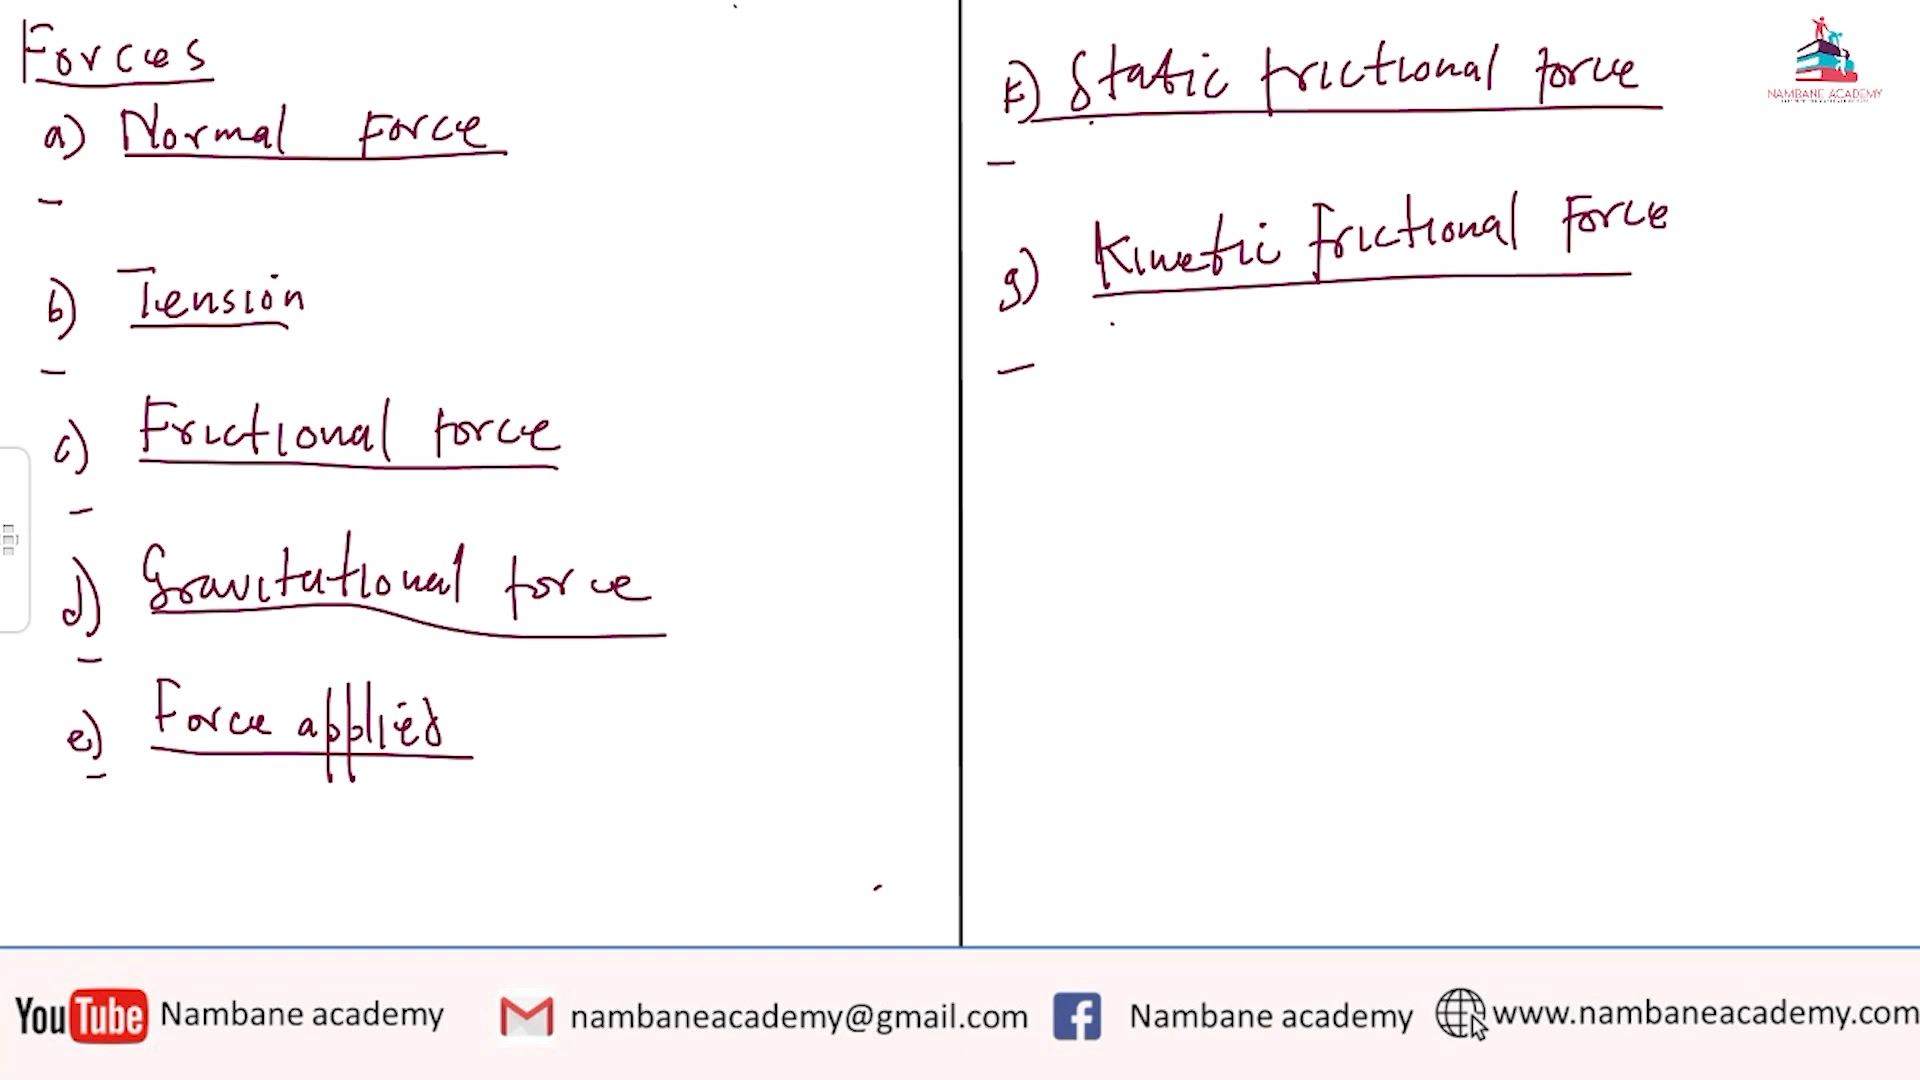 Forces
a) Normal Force
-
b) Tension
-
c) Frictional force
-
d) Gravitational force
-
e) Force applied
-
F) Static frictional force
-
g) Kinetic frictional Force
-
NAMBANE ACADEMY
YouTube Nambane academy nambaneacademy@gmail.com Nambane academy www.nambaneacademy.com